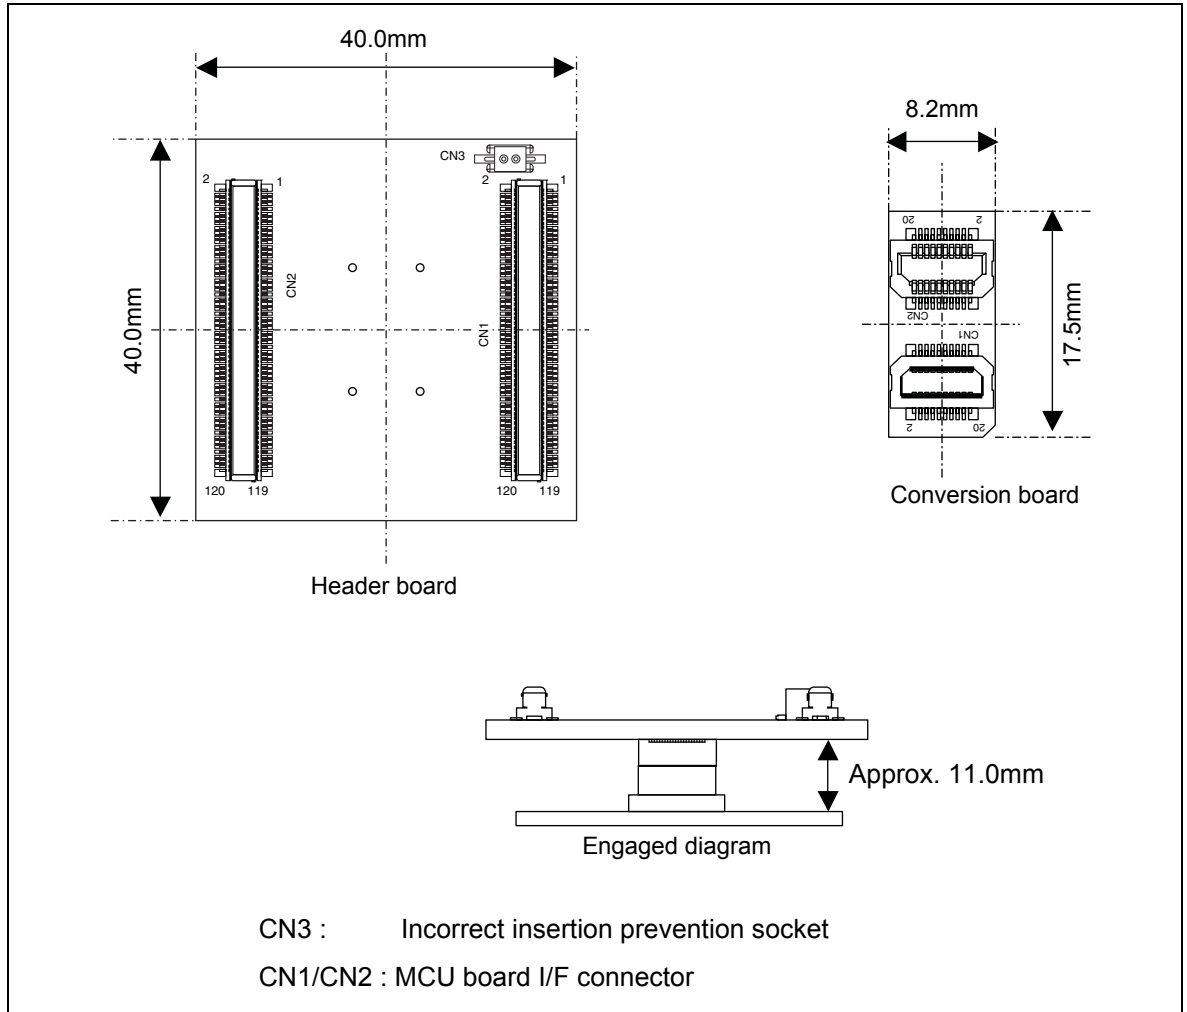 40.0mm
40.0mm
CN3
2 1
2 1
CN2
CN1
120 119
120 119
Header board
8.2mm
17.5mm
20 2
CN2
CN1
2 20
Conversion board
Approx. 11.0mm
Engaged diagram
CN3 : Incorrect insertion prevention socket
CN1/CN2 : MCU board I/F connector